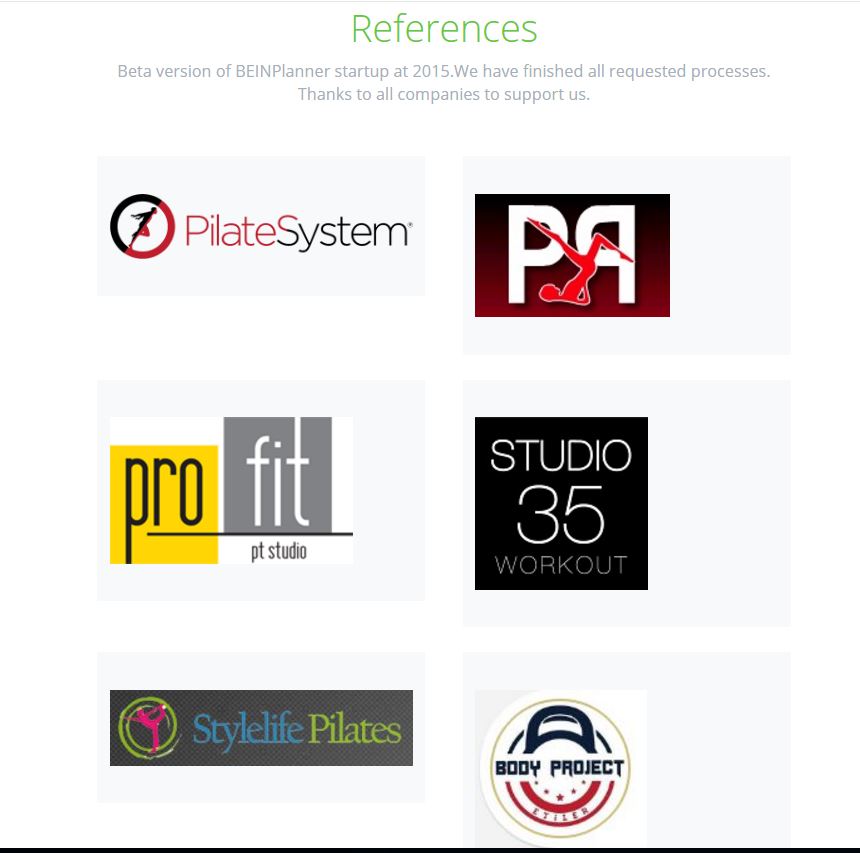 References
Beta version of BEINPlanner startup at 2015.We have finished all requested processes.
Thanks to all companies to support us.
PilateSystem®
PR
pro fit
pt studio
STUDIO
35
WORKOUT
Stylelife Pilates
BODY PROJECT
ETİLER